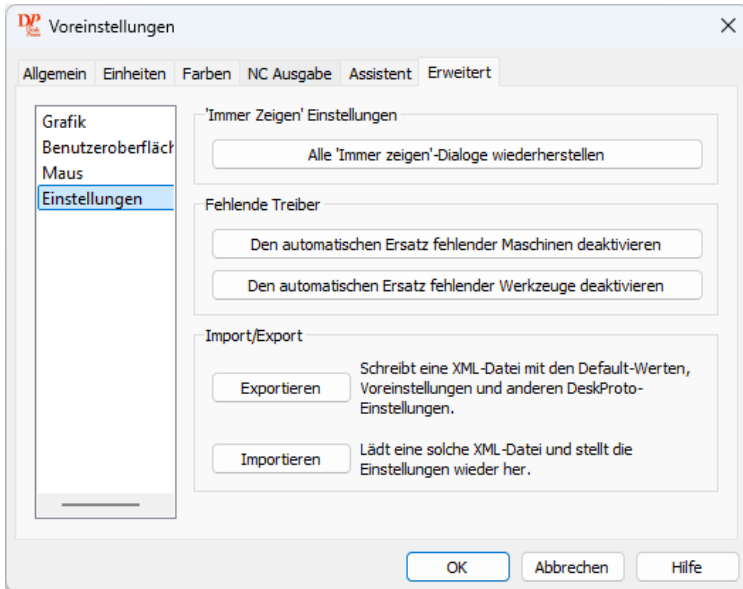 Voreinstellungen
Allgemein Einheiten Farben NC Ausgabe Assistent Erweitert
Grafik
Benutzeroberfläch
Maus
Einstellungen
'Immer Zeigen' Einstellungen
Alle 'Immer zeigen'-Dialoge wiederherstellen
Fehlende Treiber
Den automatischen Ersatz fehlender Maschinen deaktivieren
Den automatischen Ersatz fehlender Werkzeuge deaktivieren
Import/Export
Exportieren
Schreibt eine XML-Datei mit den Default-Werten,
Voreinstellungen und anderen DeskProto-
Einstellungen.
Importieren
Lädt eine solche XML-Datei und stellt die
Einstellungen wieder her.
OK Abbrechen Hilfe